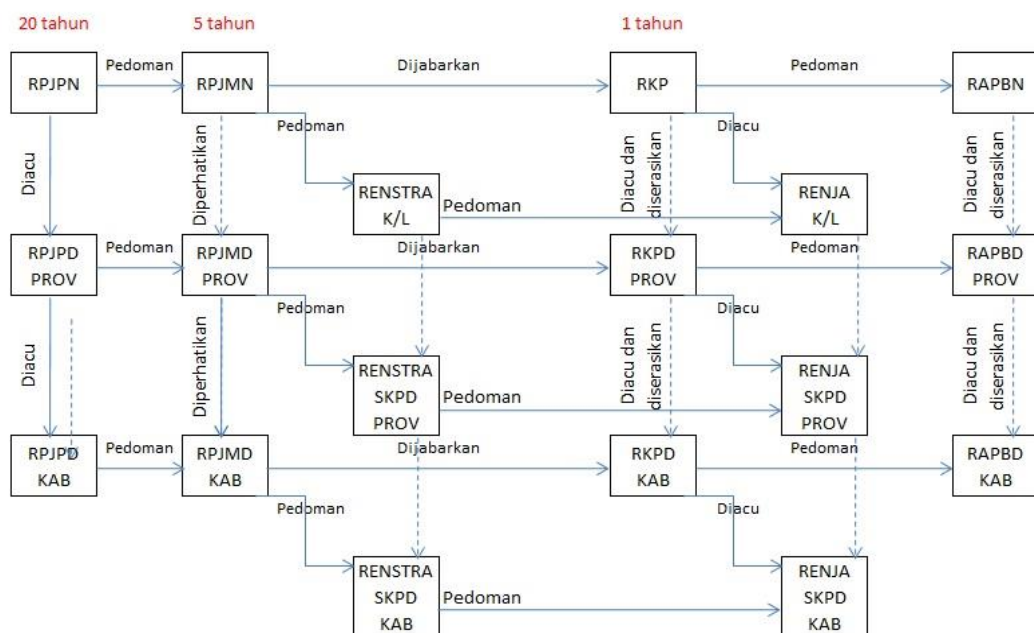 20 tahun
5 tahun
1 tahun
RPJPN
Pedoman
RPJMN
Dijabarkan
RKP
Pedoman
RAPBN
Diacu
Diperhatikan
Pedoman
Diacu dan
diserasikan
Diacu
Diacu dan
diserasikan
RENSTRA
K/L
Pedoman
RENJA
K/L
RPJPD
PROV
Pedoman
RPJMD
PROV
Dijabarkan
RKPD
PROV
Pedoman
RAPBD
PROV
Diacu
Diperhatikan
Pedoman
Diacu dan
diserasikan
Diacu
Diacu dan
diserasikan
RENSTRA
SKPD
PROV
Pedoman
RENJA
SKPD
PROV
RPJPD
KAB
Pedoman
RPJMD
KAB
Dijabarkan
RKPD
KAB
Pedoman
RAPBD
KAB
Pedoman
Diacu
RENSTRA
SKPD
KAB
Pedoman
RENJA
SKPD
KAB